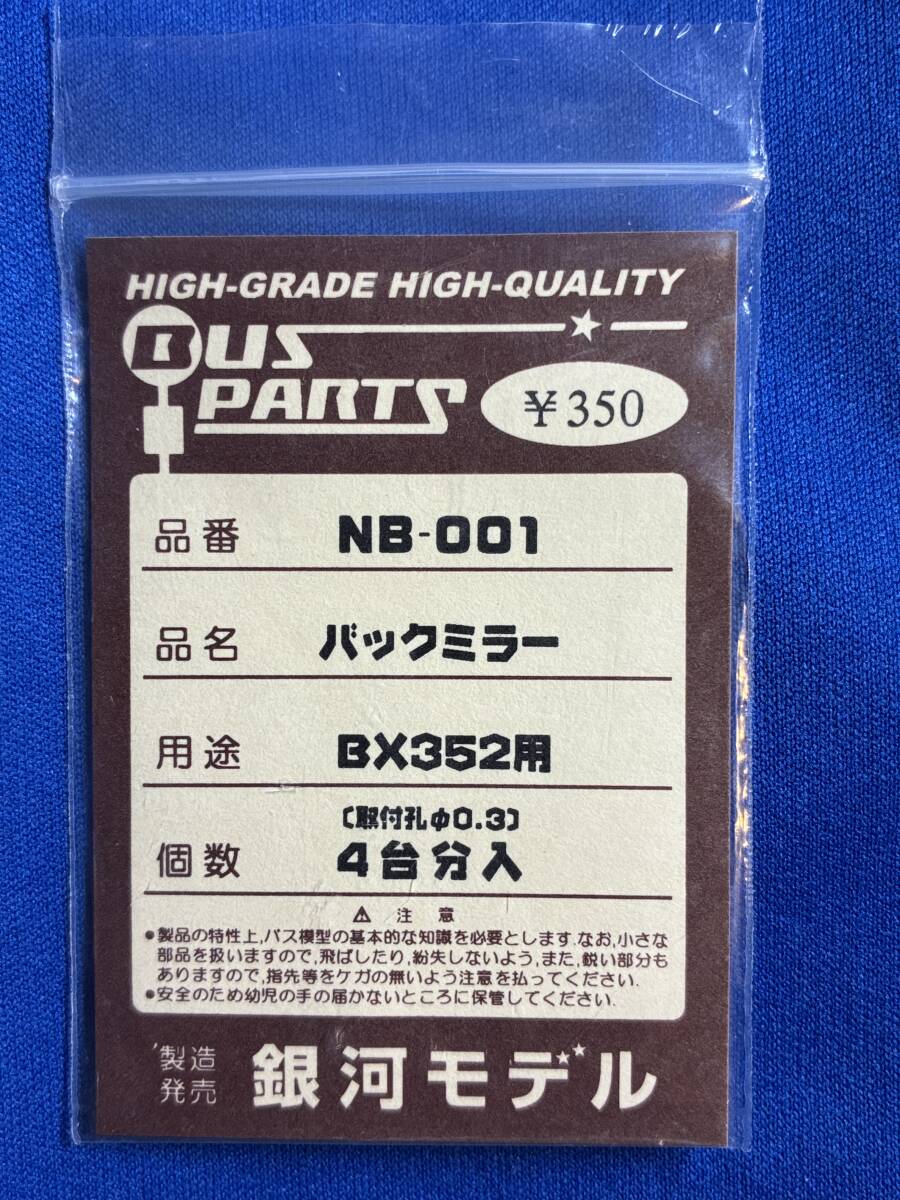 HIGH-GRADE HIGH-QUALITY
BUS
PARTS
¥350
品番 NB-001
品名 バックミラー
用途 BX352用
〔取付孔φ0.3〕
個数 4台分入
⚠ 注意
●製品の特性上,バス模型の基本的な知識を必要とします.なお,小さな
部品を扱いますので,飛ばしたり,紛失しないよう,また,鋭い部分も
ありますので,指先等をケガの無いよう注意を払ってください.
●安全のため幼児の手の届かないところに保管してください.
製造
発売
銀河モデル